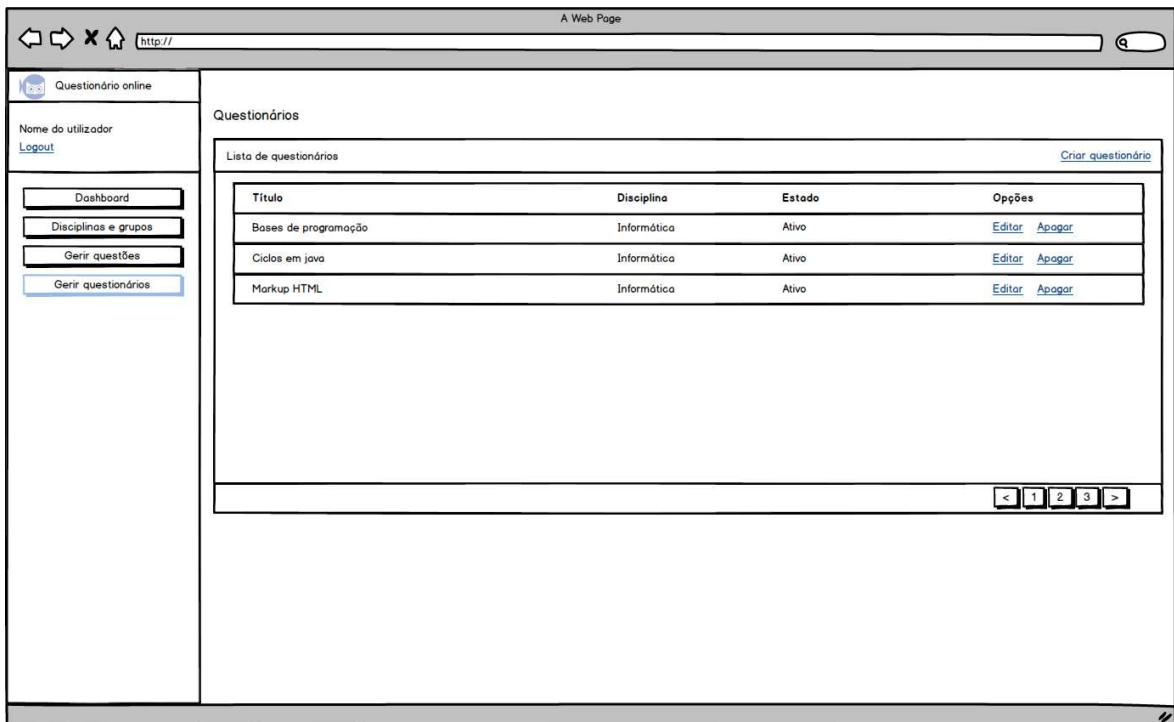 A Web Page
http://
Questionário online
Nome do utilizador
Logout
Dashboard
Disciplinas e grupos
Gerir questões
Gerir questionários
Questionários
Lista de questionários Criar questionário
Título Disciplina Estado Opções
Bases de programação Informática Ativo Editar Apagar
Ciclos em java Informática Ativo Editar Apagar
Markup HTML Informática Ativo Editar Apagar
< 1 2 3 >